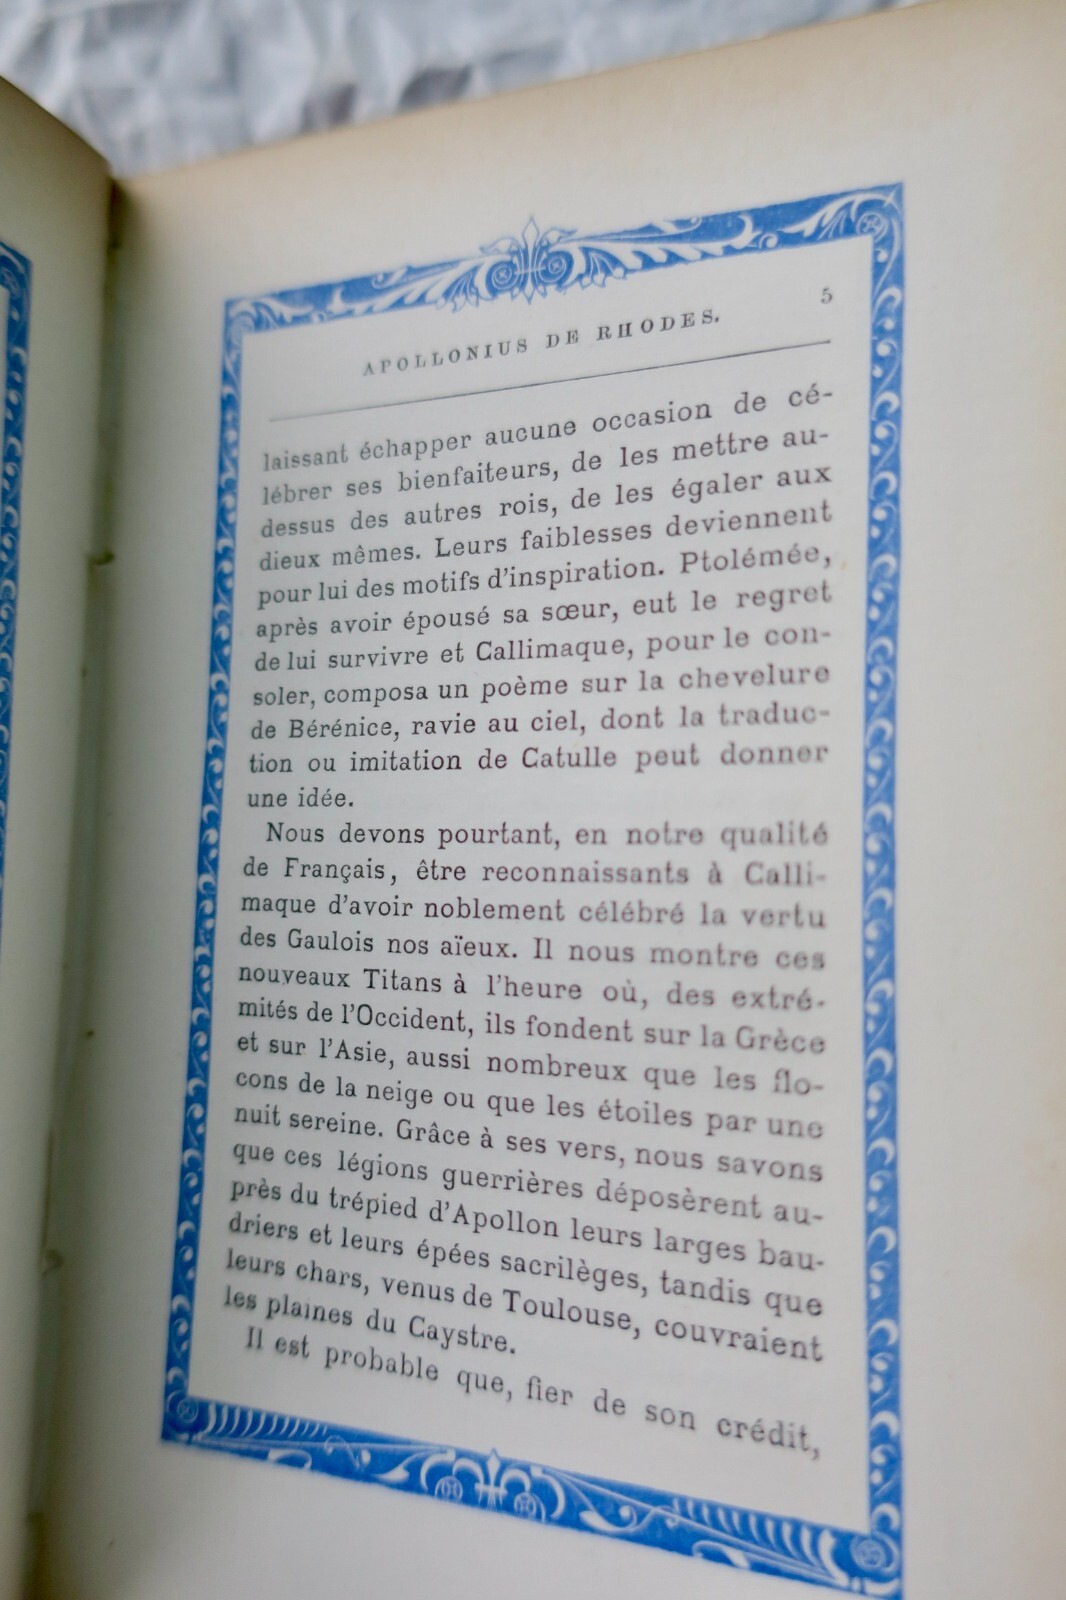 5
APOLLONIUS DE RHODES.
laissant échapper aucune occasion de cé-
lébrer ses bienfaiteurs, de les mettre au-
dessus des autres rois, de les égaler aux
dieux mêmes. Leurs faiblesses deviennent
pour lui des motifs d'inspiration. Ptolémée,
après avoir épousé sa sœur, eut le regret
de lui survivre et Callimaque, pour le con-
soler, composa un poème sur la chevelure
de Bérénice, ravie au ciel, dont la traduc-
tion ou imitation de Catulle peut donner
une idée.
Nous devons pourtant, en notre qualité
de Français, être reconnaissants à Calli-
maque d'avoir noblement célébré la vertu
des Gaulois nos aïeux. Il nous montre ces
nouveaux Titans à l'heure où, des extré-
mités de l'Occident, ils fondent sur la Grèce
et sur l'Asie, aussi nombreux que les flo-
cons de la neige ou que les étoiles par une
nuit sereine. Grâce à ses vers, nous savons
que ces légions guerrières déposèrent au-
près du trépied d'Apollon leurs larges bau-
driers et leurs épées sacrilèges, tandis que
leurs chars, venus de Toulouse, couvraient
les plaines du Caystre.
Il est probable que, fier de son crédit,